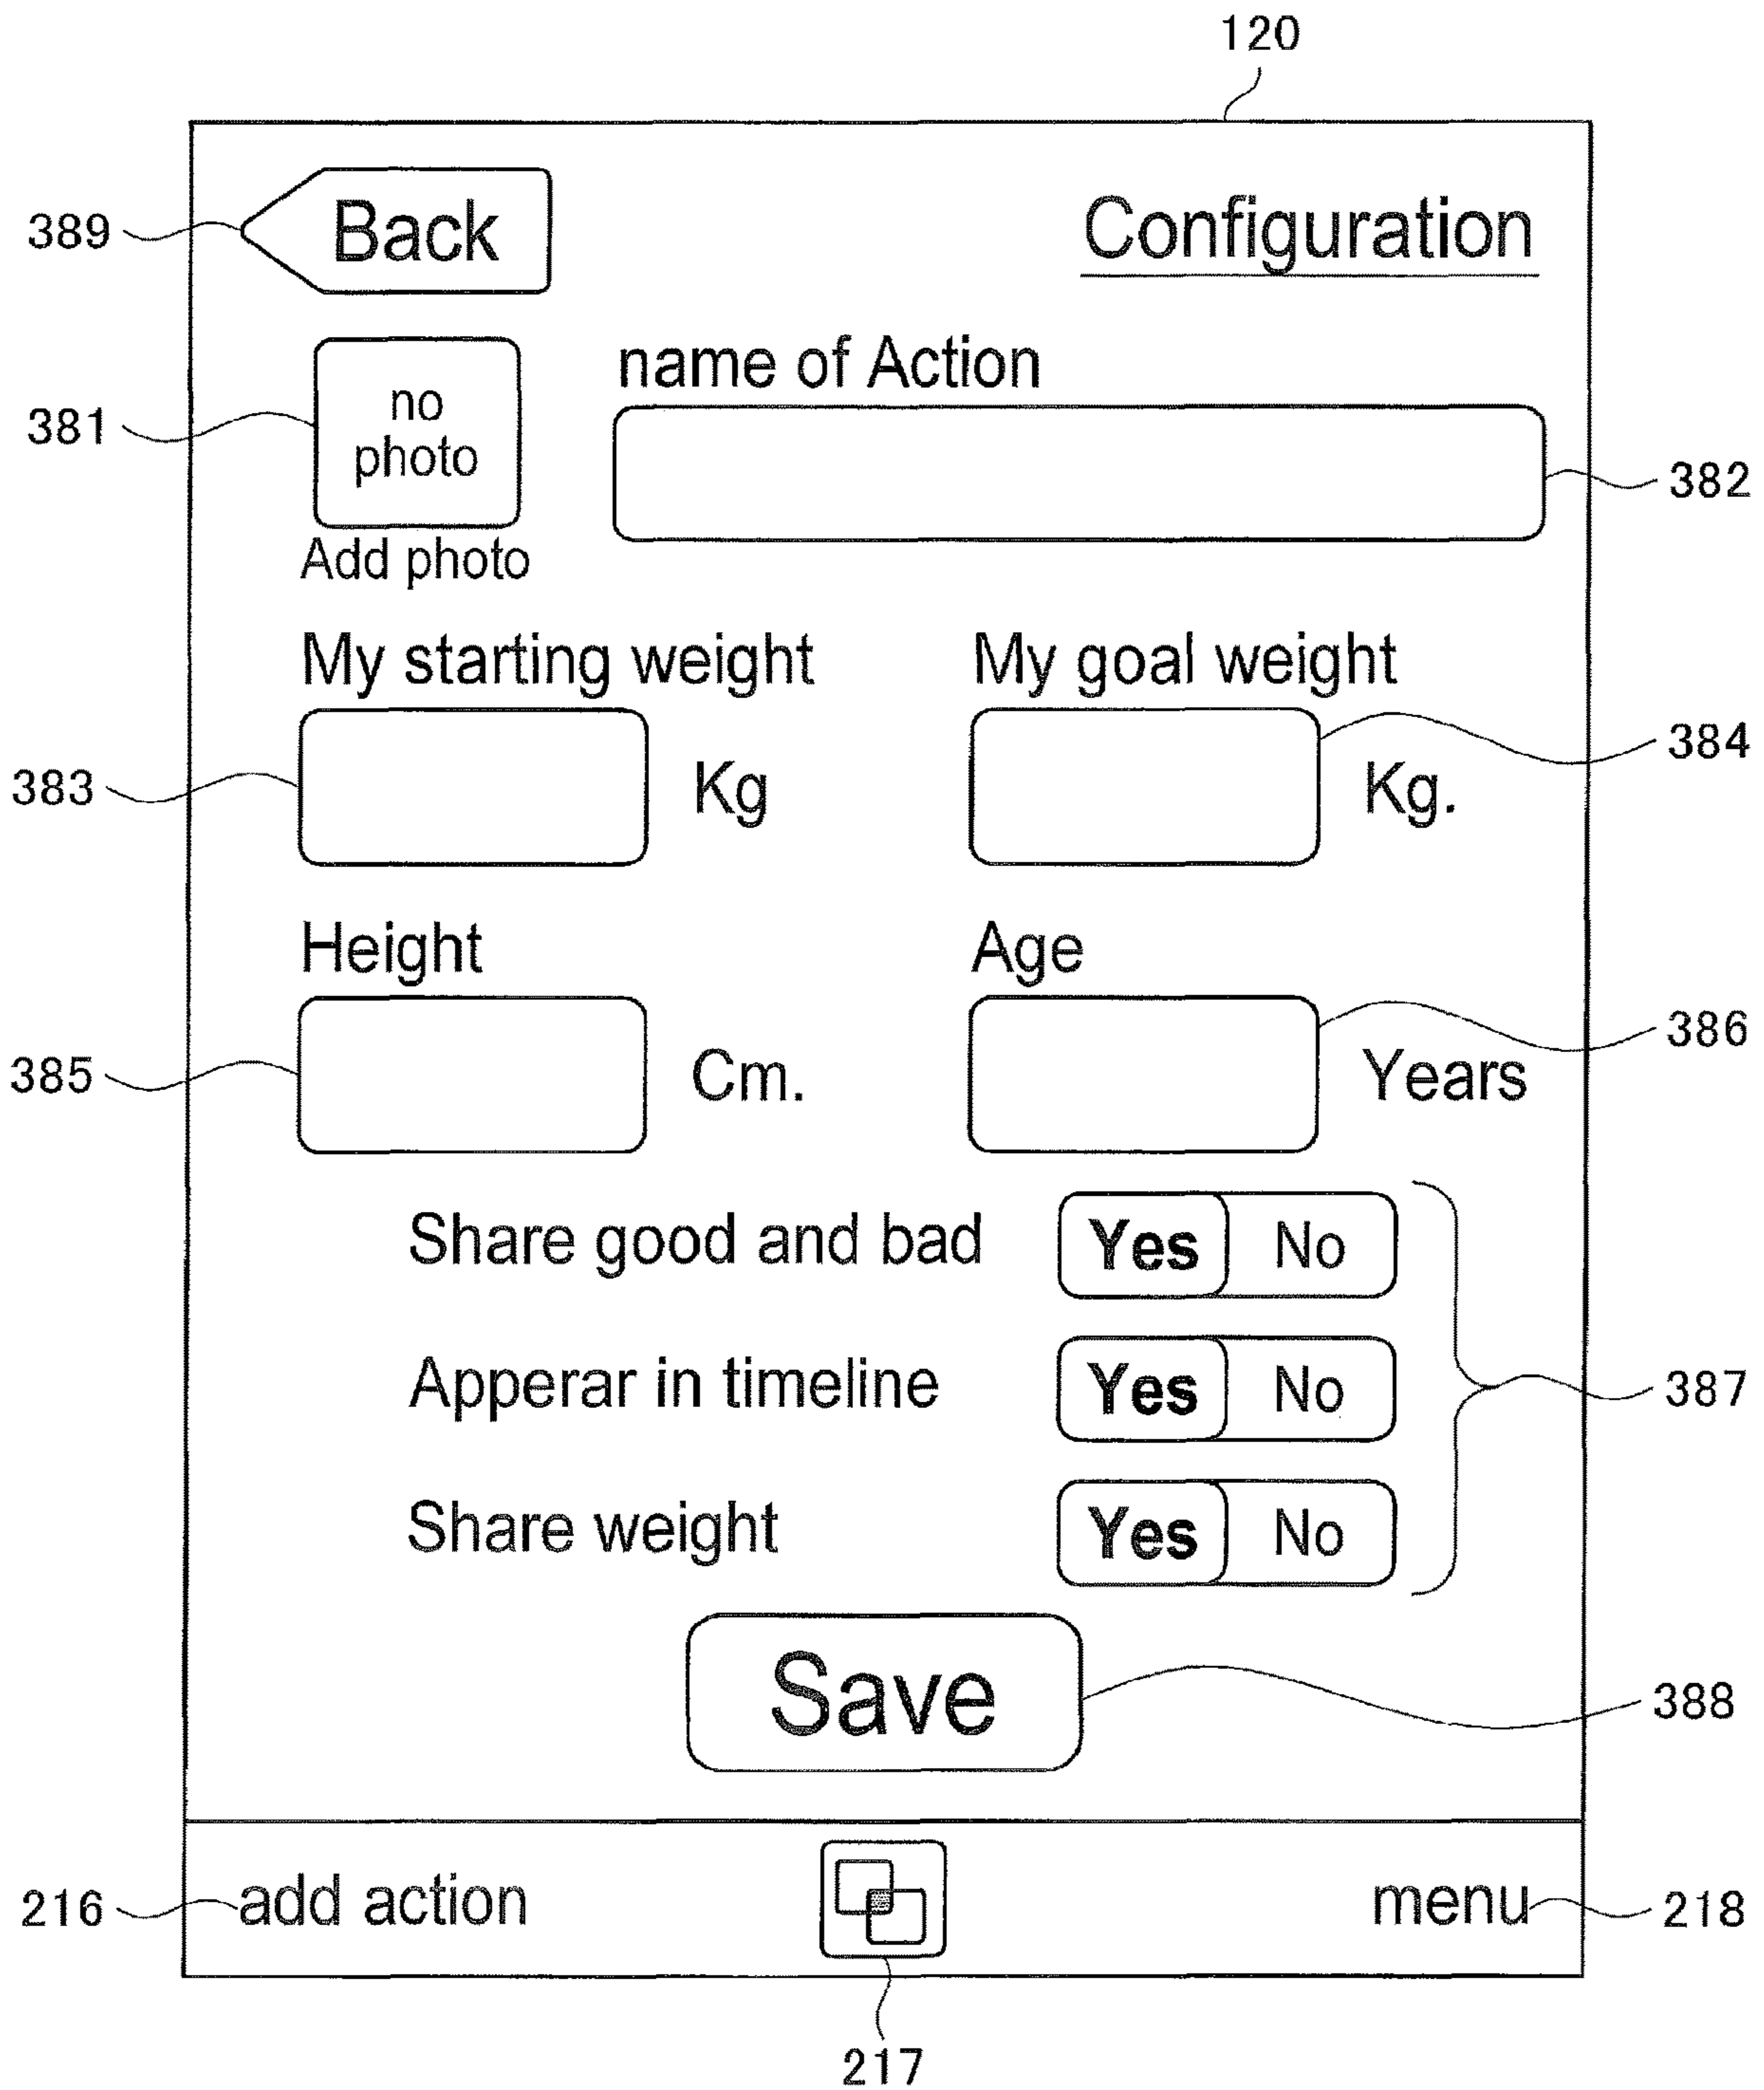 120
389 Back Configuration
name of Action
381 no
photo
382
Add photo
My starting weight My goal weight
383 Kg Kg. 384
Height Age
385 Cm. Years 386
Share good and bad Yes No
Apperar in timeline Yes No 387
Share weight Yes No
Save 388
216 add action menu 218
217